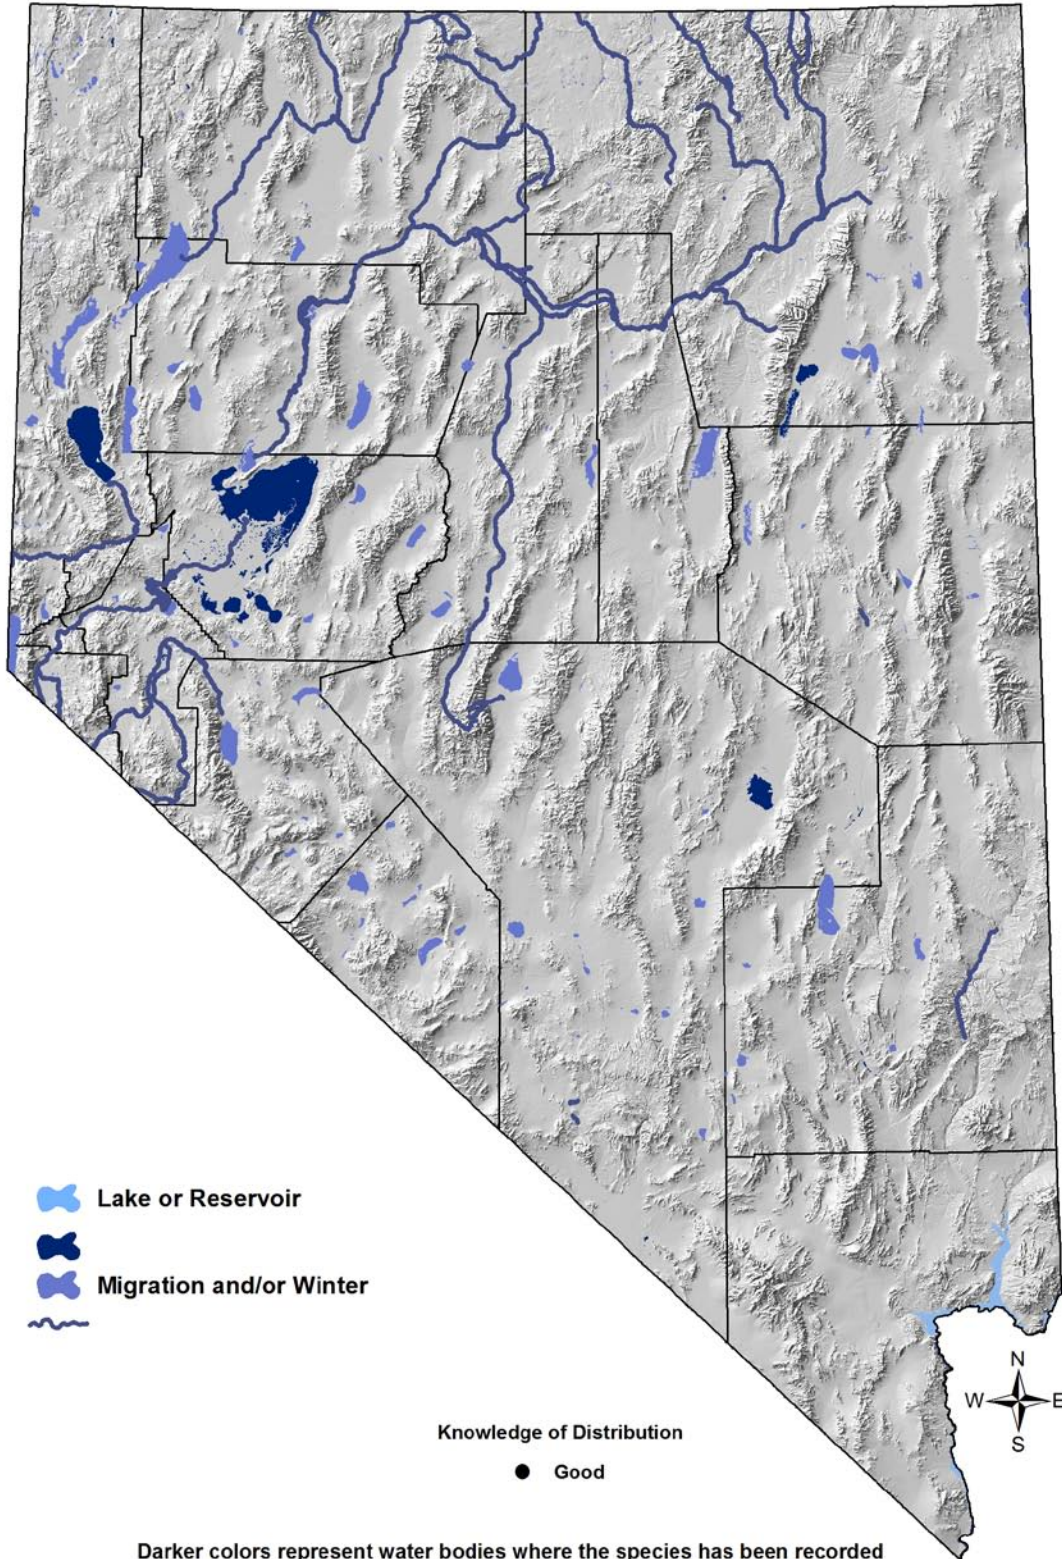 Lake or Reservoir
Migration and/or Winter
N
W E
S
Knowledge of Distribution
Good
Darker colors represent water bodies where the species has been recorded